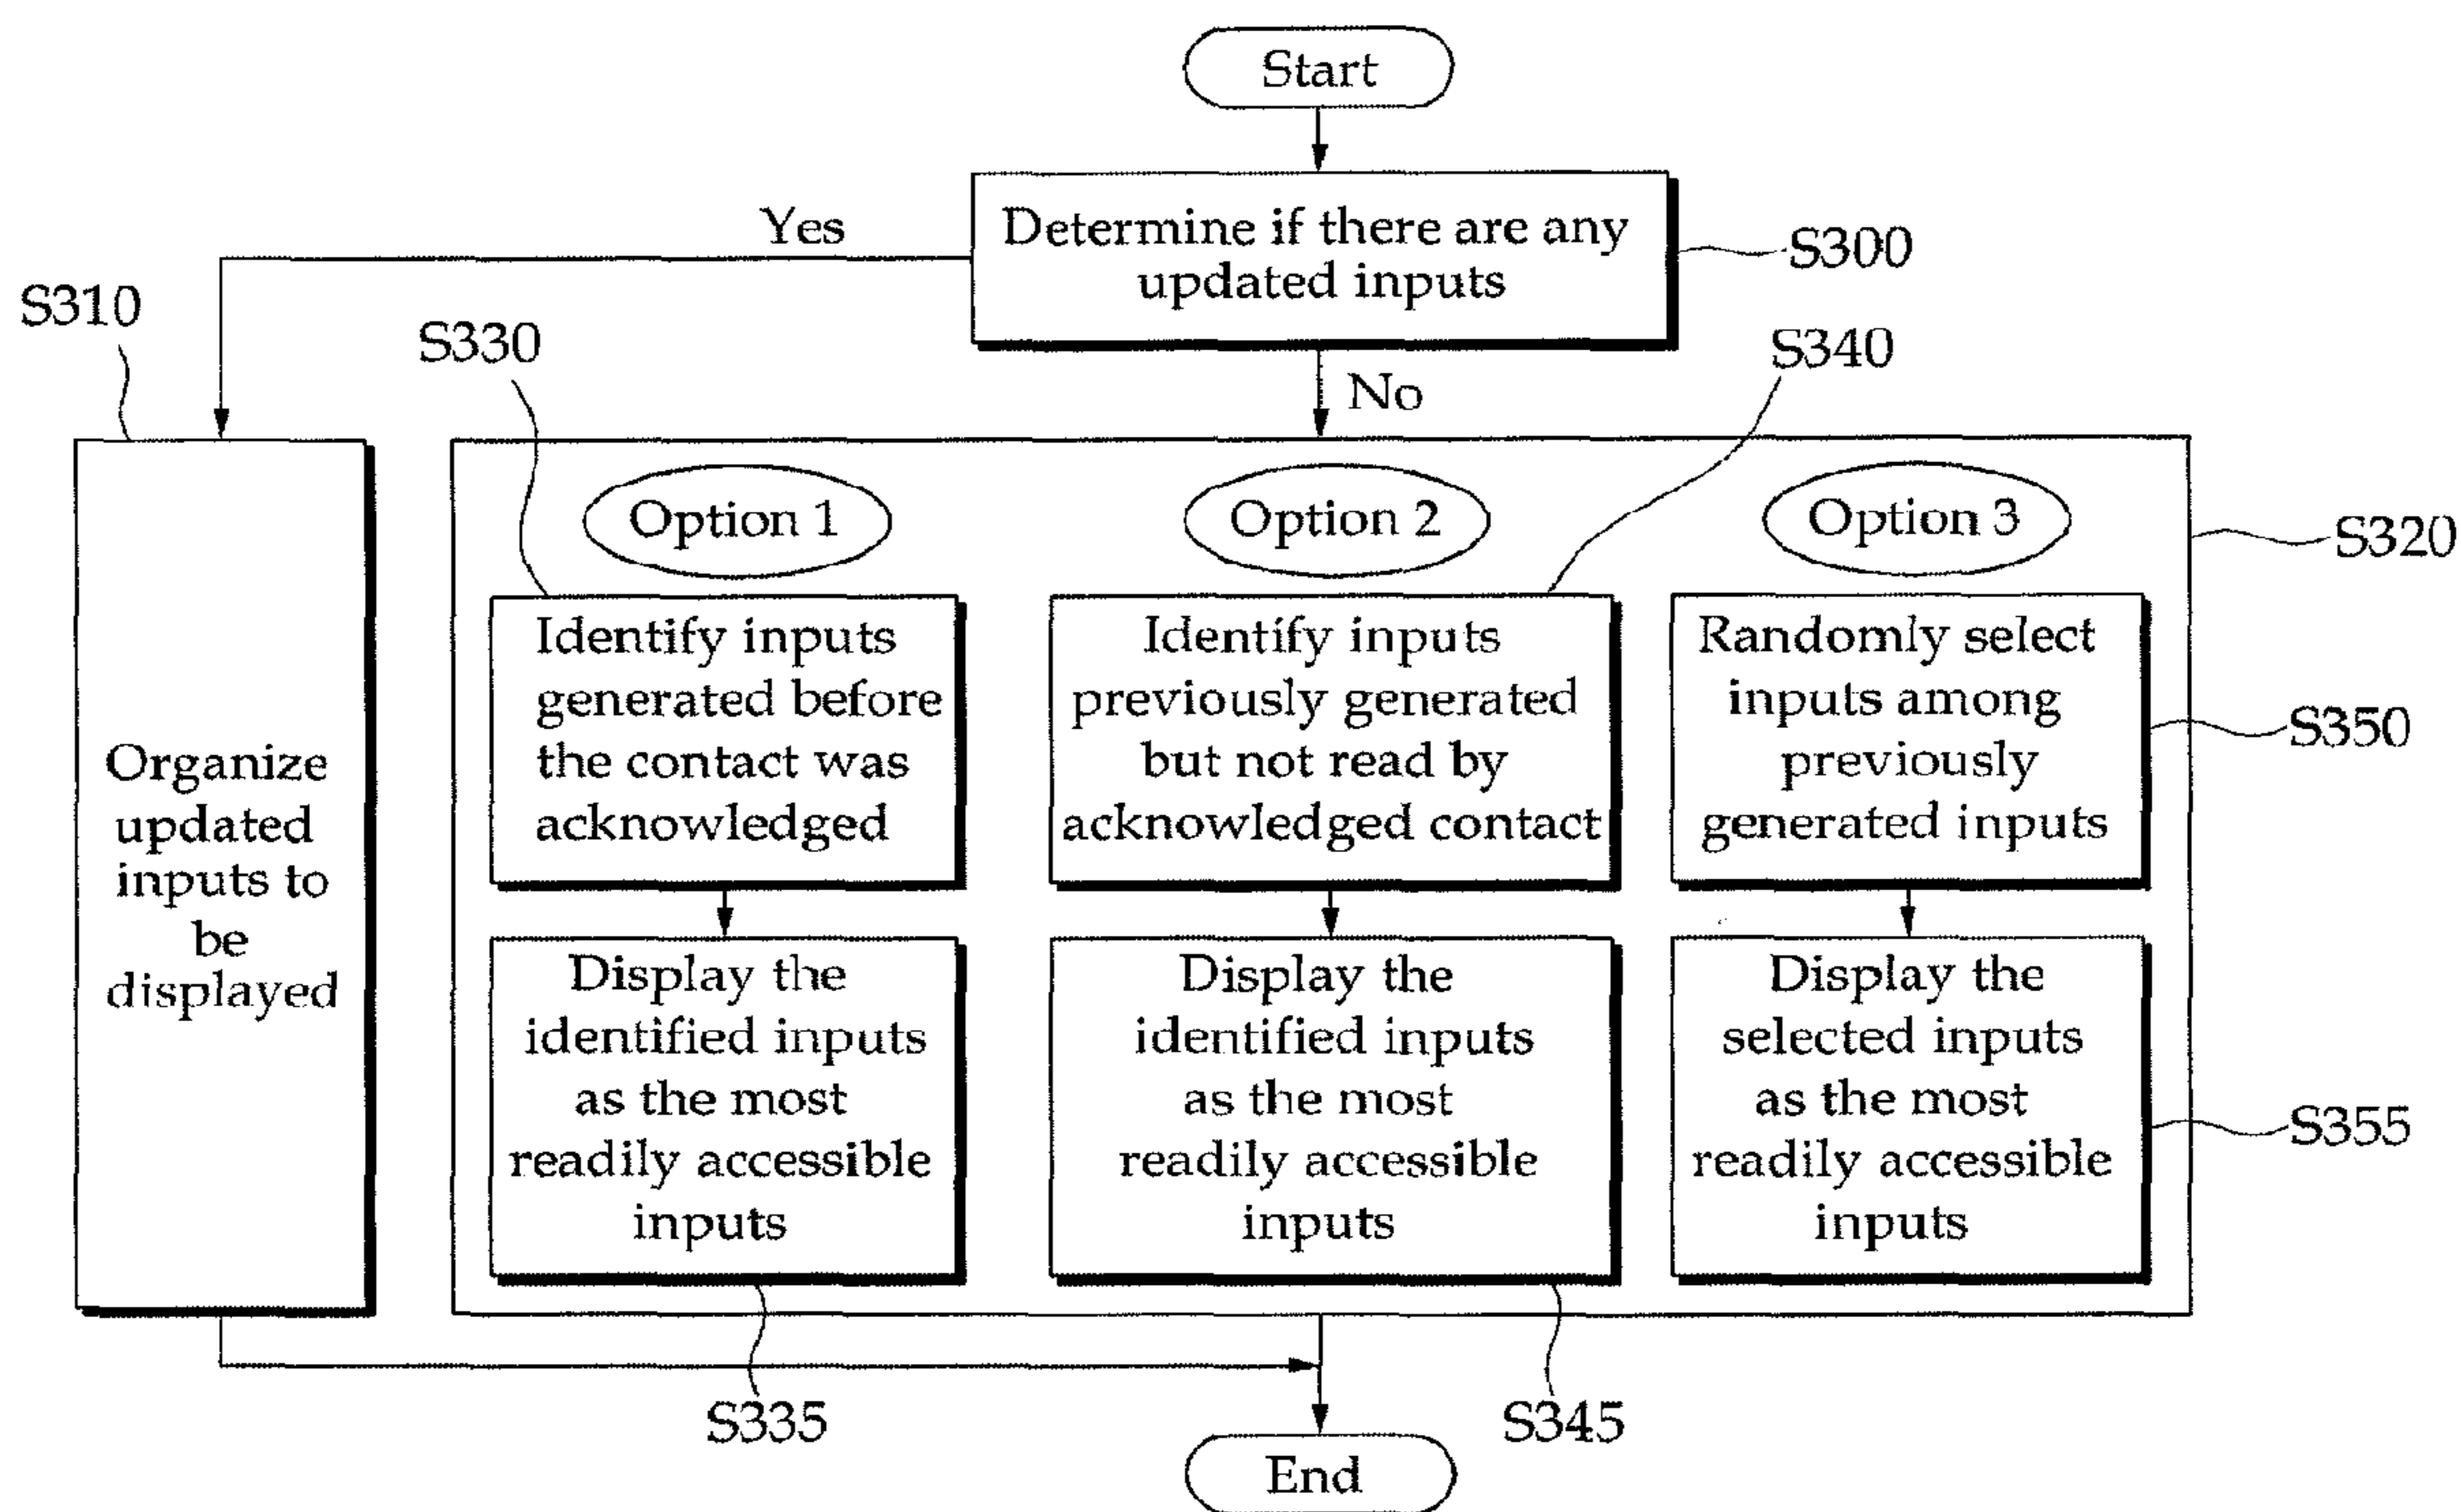 Start
Determine if there are any
updated inputs
S300
Yes
No
S310
Organize
updated
inputs to
be
displayed
S320
S330
Option 1
Identify inputs
generated before
the contact was
acknowledged
Display the
identified inputs
as the most
readily accessible
inputs
S335
S340
Option 2
Identify inputs
previously generated
but not read by
acknowledged contact
Display the
identified inputs
as the most
readily accessible
inputs
S345
Option 3
Randomly select
inputs among
previously
generated inputs
S350
Display the
selected inputs
as the most
readily accessible
inputs
S355
End